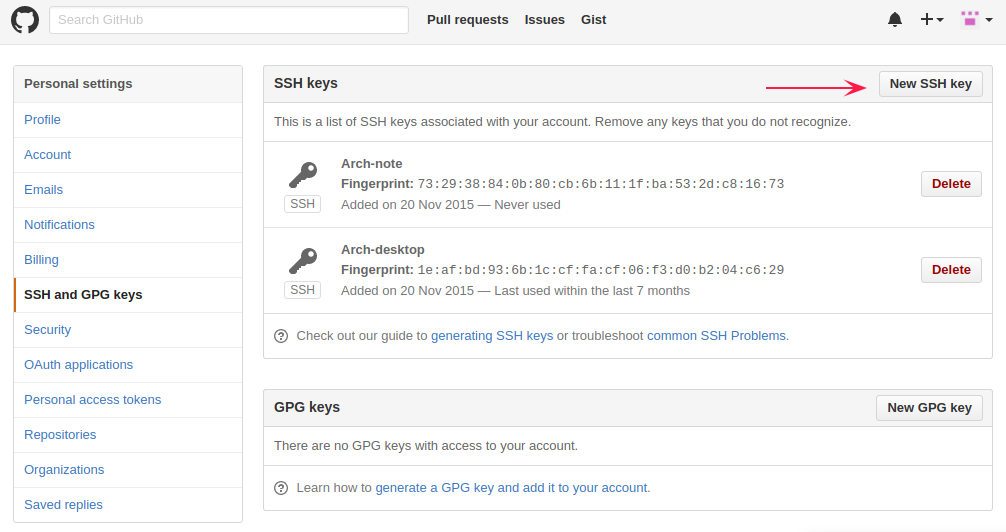 Search GitHub
Pull requests Issues Gist
Personal settings
Profile
Account
Emails
Notifications
Billing
SSH and GPG keys
Security
OAuth applications
Personal access tokens
Repositories
Organizations
Saved replies
SSH keys
New SSH key
This is a list of SSH keys associated with your account. Remove any keys that you do not recognize.
SSH
Arch-note
Fingerprint: 73:29:38:84:0b:80:cb:6b:11:1f:ba:53:2d:c8:16:73
Added on 20 Nov 2015 — Never used
Delete
SSH
Arch-desktop
Fingerprint: 1e:af:bd:93:6b:1c:cf:fa:cf:06:f3:d0:b2:04:c6:29
Added on 20 Nov 2015 — Last used within the last 7 months
Delete
Check out our guide to generating SSH keys or troubleshoot common SSH Problems.
GPG keys
New GPG key
There are no GPG keys with access to your account.
Learn how to generate a GPG key and add it to your account.